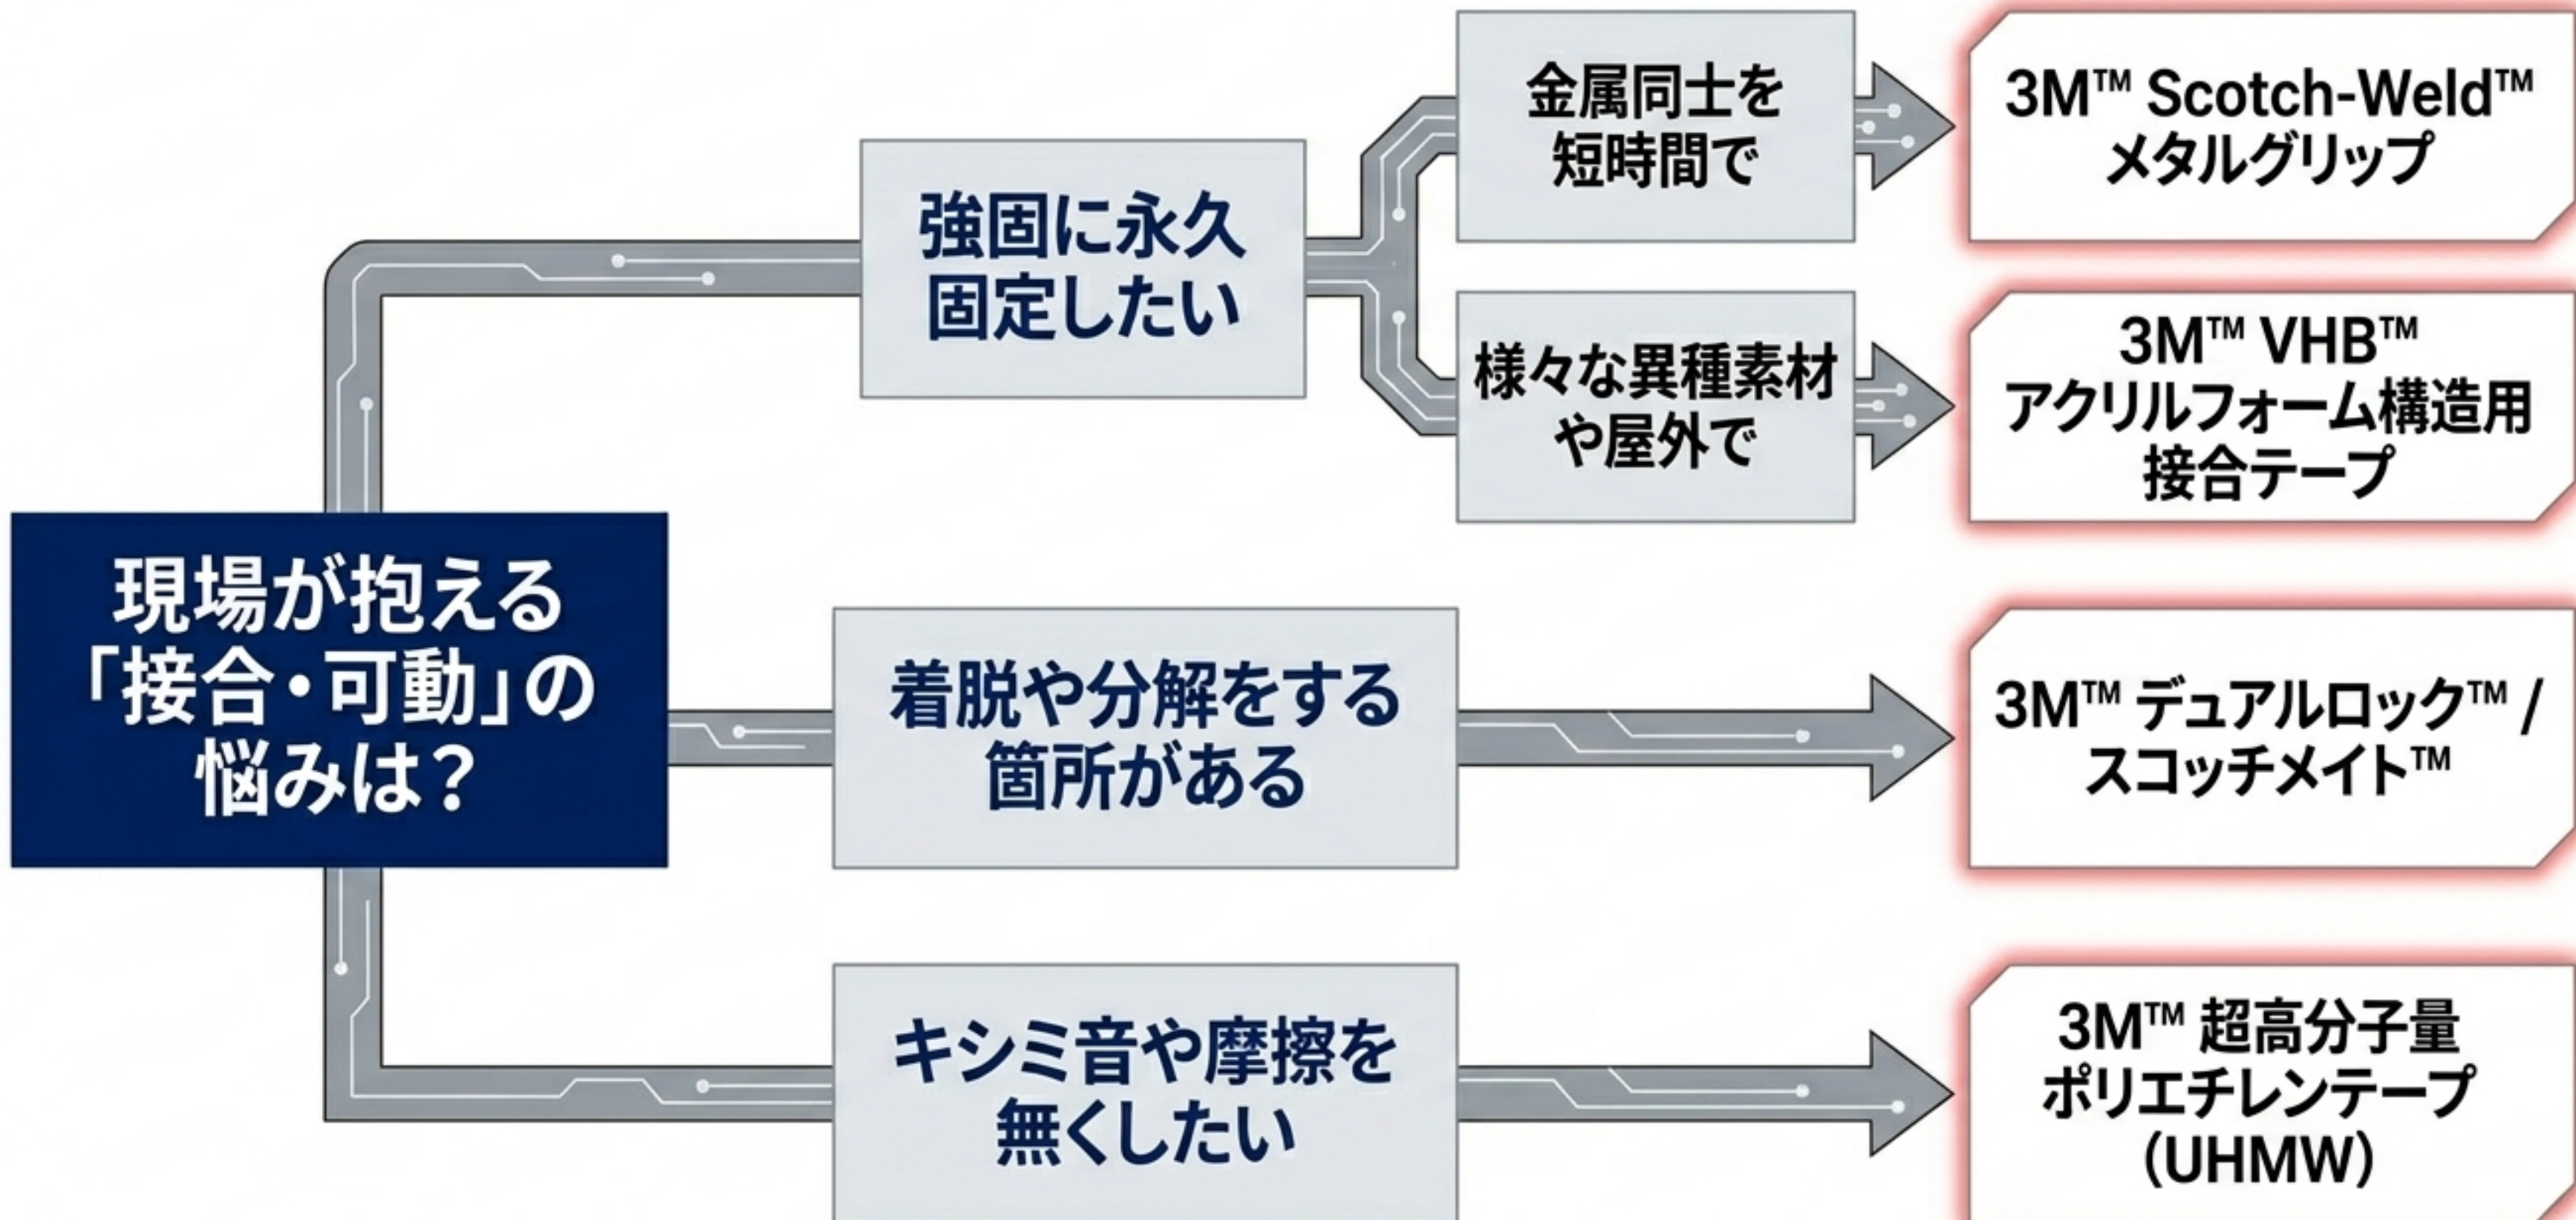 現場が抱える
「接合・可動」の
悩みは？
強固に永久
固定したい
金属同士を
短時間で
3M™ Scotch-Weld™
メタルグリップ
様々な異種素材
や屋外で
3M™ VHB™
アクリルフォーム構造用
接合テープ
着脱や分解をする
箇所がある
3M™ デュアルロック™ /
スコッチメイト™
キシミ音や摩擦を
無くしたい
3M™ 超高分子量
ポリエチレンテープ
(UHMW)